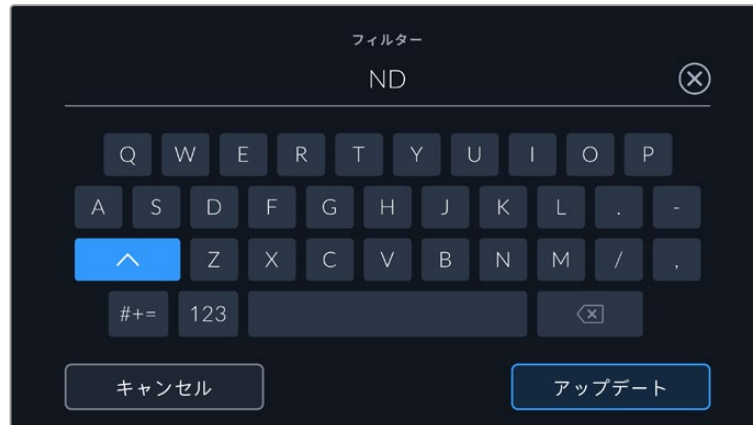 フィルター
ND
Q W E R T Y U I O P
A S D F G H J K L . -
Z X C V B N M / ,
#+= 123
キャンセル アップデート